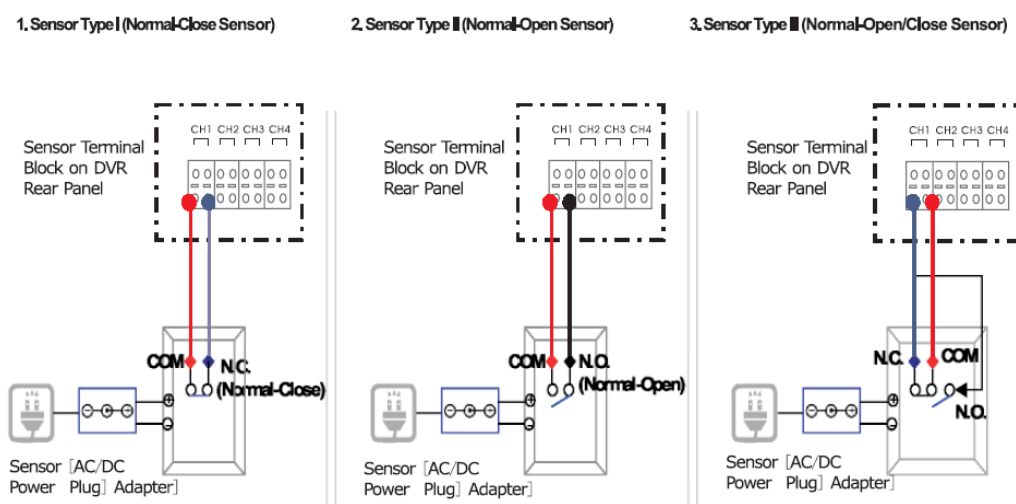 1. Sensor Type I (Normal-Close Sensor)
2. Sensor Type II (Normal-Open Sensor)
3. Sensor Type III (Normal-Open/Close Sensor)
CH1 CH2 CH3 CH4
Sensor Terminal
Block on DVR
Rear Panel
COM
N.C.
(Normal-Close)
Sensor [AC/DC
Power Plug] Adapter]
CH1 CH2 CH3 CH4
Sensor Terminal
Block on DVR
Rear Panel
COM
N.O.
(Normal-Open)
Sensor [AC/DC
Power Plug] Adapter]
CH1 CH2 CH3 CH4
Sensor Terminal
Block on DVR
Rear Panel
N.C.
COM
N.O.
Sensor [AC/DC
Power Plug] Adapter]